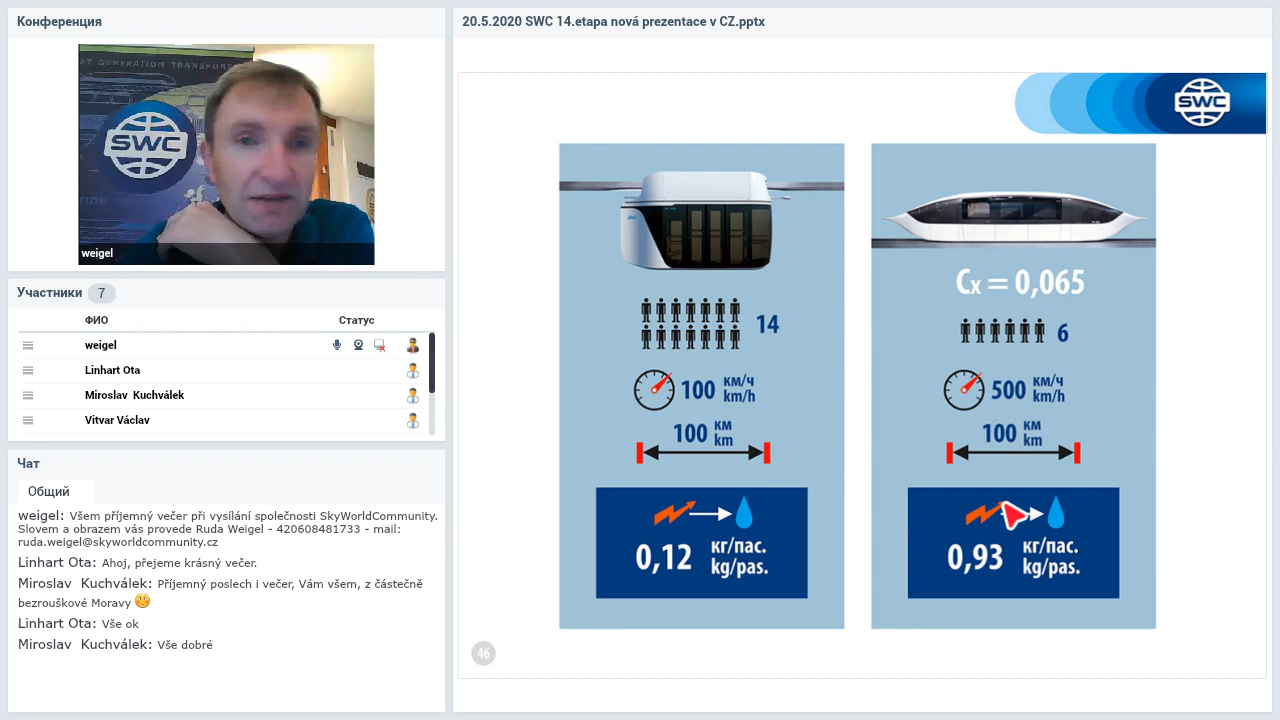 Конференция
XT GENERATION TRANSPORT
SWC
weigel
Участники 7
ФИО Статус
weigel
Linhart Ota
Miroslav Kuchválek
Vitvar Václav
Чат
Общий
weigel: Všem příjemný večer při vysílání společnosti SkyWorldCommunity.
Slovem a obrazem vás provede Ruda Weigel - 420608481733 - mail:
ruda.weigel@skyworldcommunity.cz
Linhart Ota: Ahoj, přejeme krásný večer.
Miroslav Kuchválek: Příjemný poslech i večer, Vám všem, z částečně
bezrouškové Moravy
Linhart Ota: Vše ok
Miroslav Kuchválek: Vše dobré
20.5.2020 SWC 14.etapa nová prezentace v CZ.pptx
SWC
14
100 км/ч
km/h
100 км
km
0,12 кг/пас.
kg/pas.
Cx = 0,065
6
500 км/ч
km/h
100 км
km
0,93 кг/пас.
kg/pas.
46